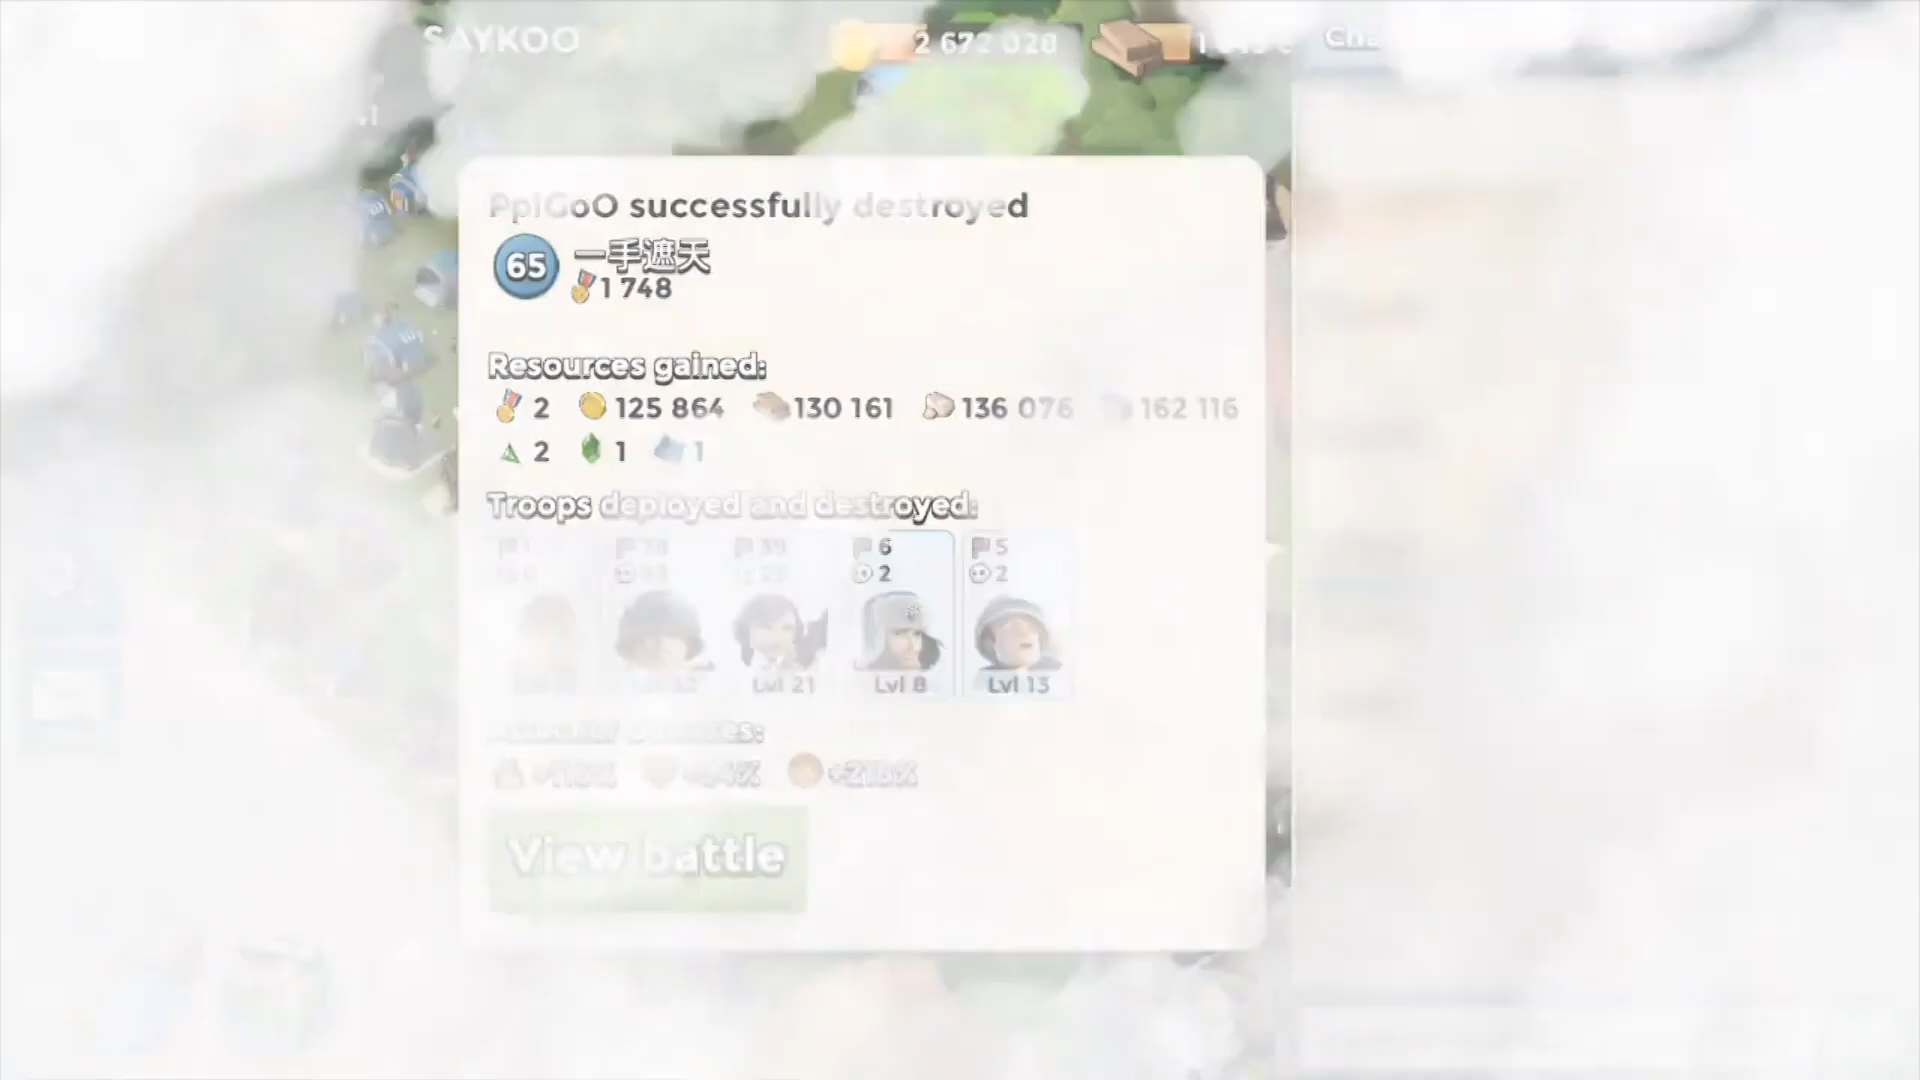 SAYKOO
2 672 028
PplGoO successfully destroyed
65
一手遮天
1 748
Resources gained:
2 125 864 130 161 136 076 162 116
2 1 1
Troops deployed and destroyed:
6 5
2 2
Lvl 21 Lvl 8 Lvl 13
View battle